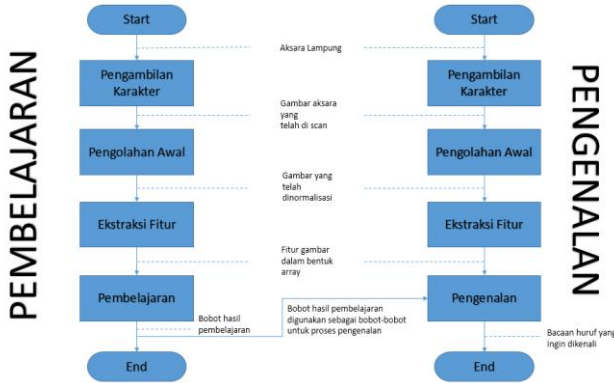 PEMBELAJARAN
Start
Pengambilan
Karakter
Pengolahan Awal
Ekstraksi Fitur
Pembelajaran
End
Aksara Lampung
Gambar aksara
yang
telah di scan
Gambar yang
telah
dinormalisasi
Fitur gambar
dalam bentuk
array
Bobot hasil
pembelajaran
Bobot hasil pembelajaran
digunakan sebagai bobot-bobot
untuk proses pengenalan
Start
Pengambilan
Karakter
Pengolahan Awal
Ekstraksi Fitur
Pengenalan
Bacaan huruf yang
Ingin dikenali
End
PENGENALAN